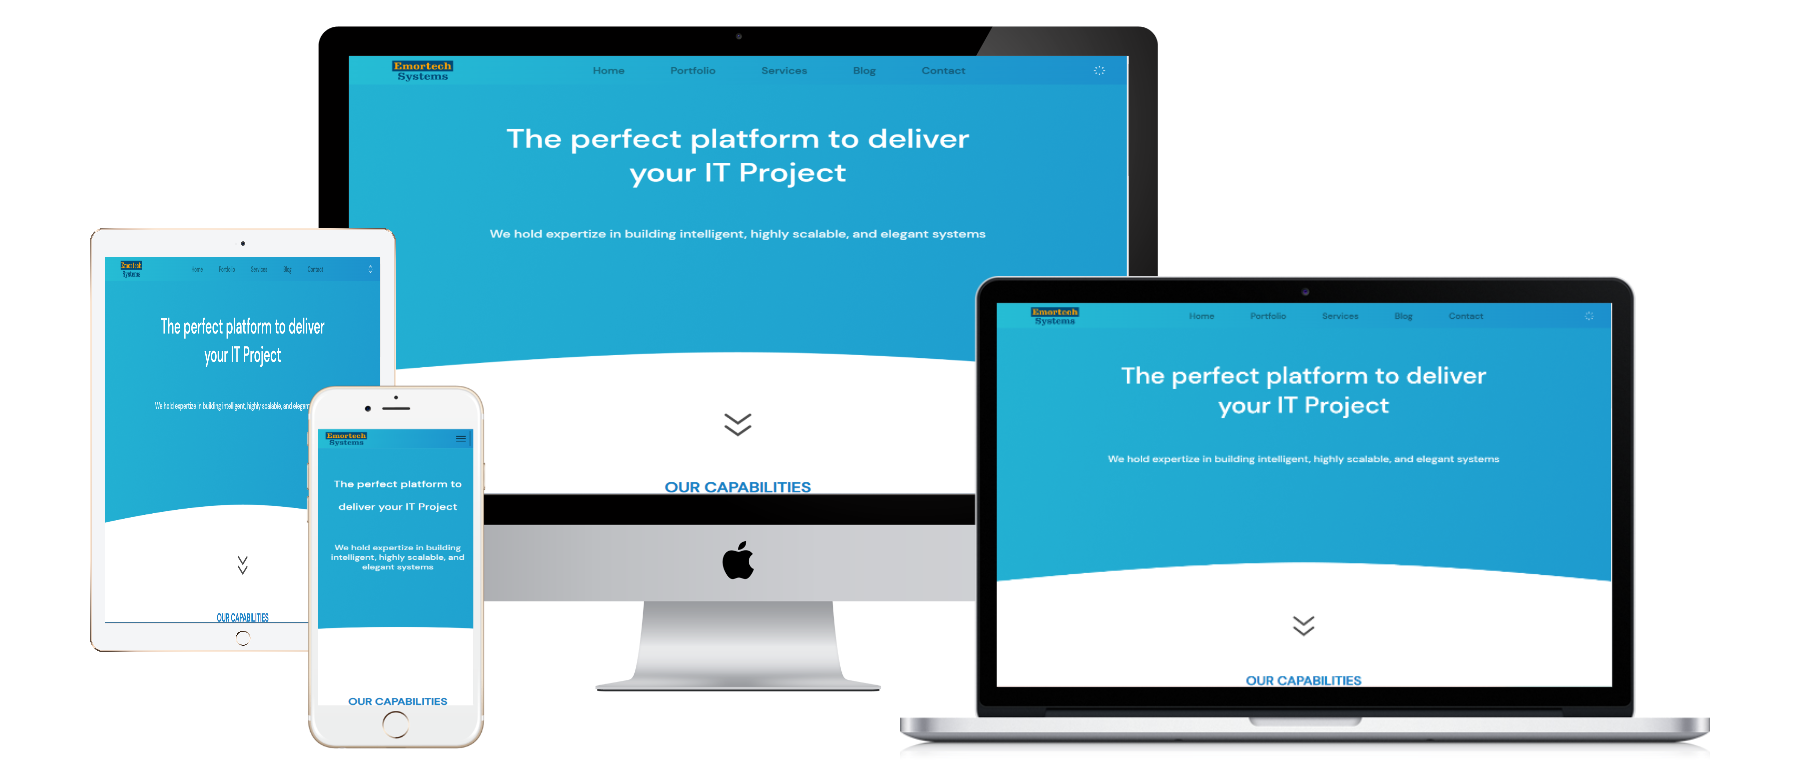 Emortech
Systems
Home Portfolio Services Blog Contact
The perfect platform to deliver
your IT Project
We hold expertize in building intelligent, highly scalable, and elegant systems
OUR CAPABILITIES
Emortech
Systems
Home Portfolio Services Blog Contact
The perfect platform to deliver
your IT Project
We hold expertize in building intelligent, highly scalable, and elegant
OUR CAPABILITIES
Emortech
Systems
The perfect platform to
deliver your IT Project
We hold expertize in building
intelligent, highly scalable, and
elegant systems
OUR CAPABILITIES
Emortech
Systems
Home Portfolio Services Blog Contact
The perfect platform to deliver
your IT Project
We hold expertize in building intelligent, highly scalable, and elegant systems
OUR CAPABILITIES